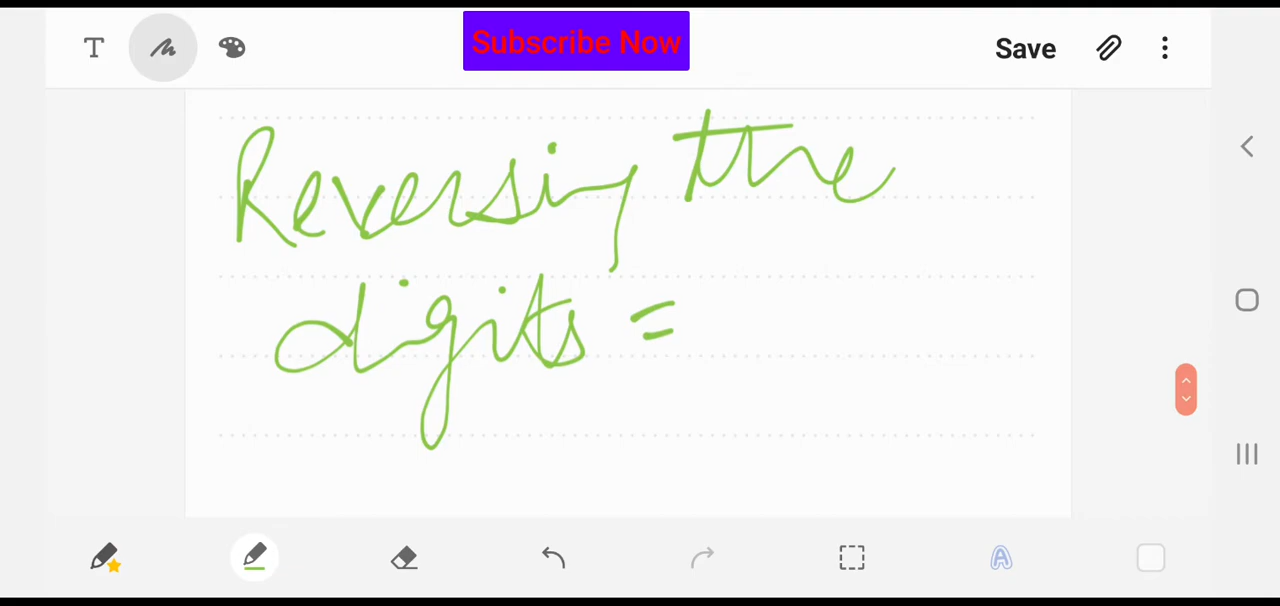 Subscribe Now
T
Save
Reversing the
digits =
A